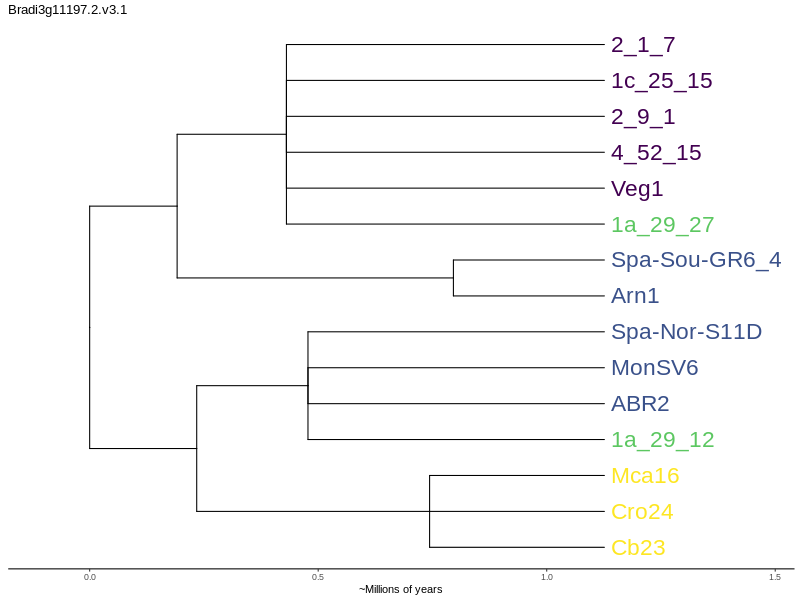 Bradi3g11197.2.v3.1
2_1_7
1c_25_15
2_9_1
4_52_15
Veg1
1a_29_27
Spa-Sou-GR6_4
Arn1
Spa-Nor-S11D
MonSV6
ABR2
1a_29_12
Mca16
Cro24
Cb23
0.0 0.5 1.0 1.5
~Millions of years